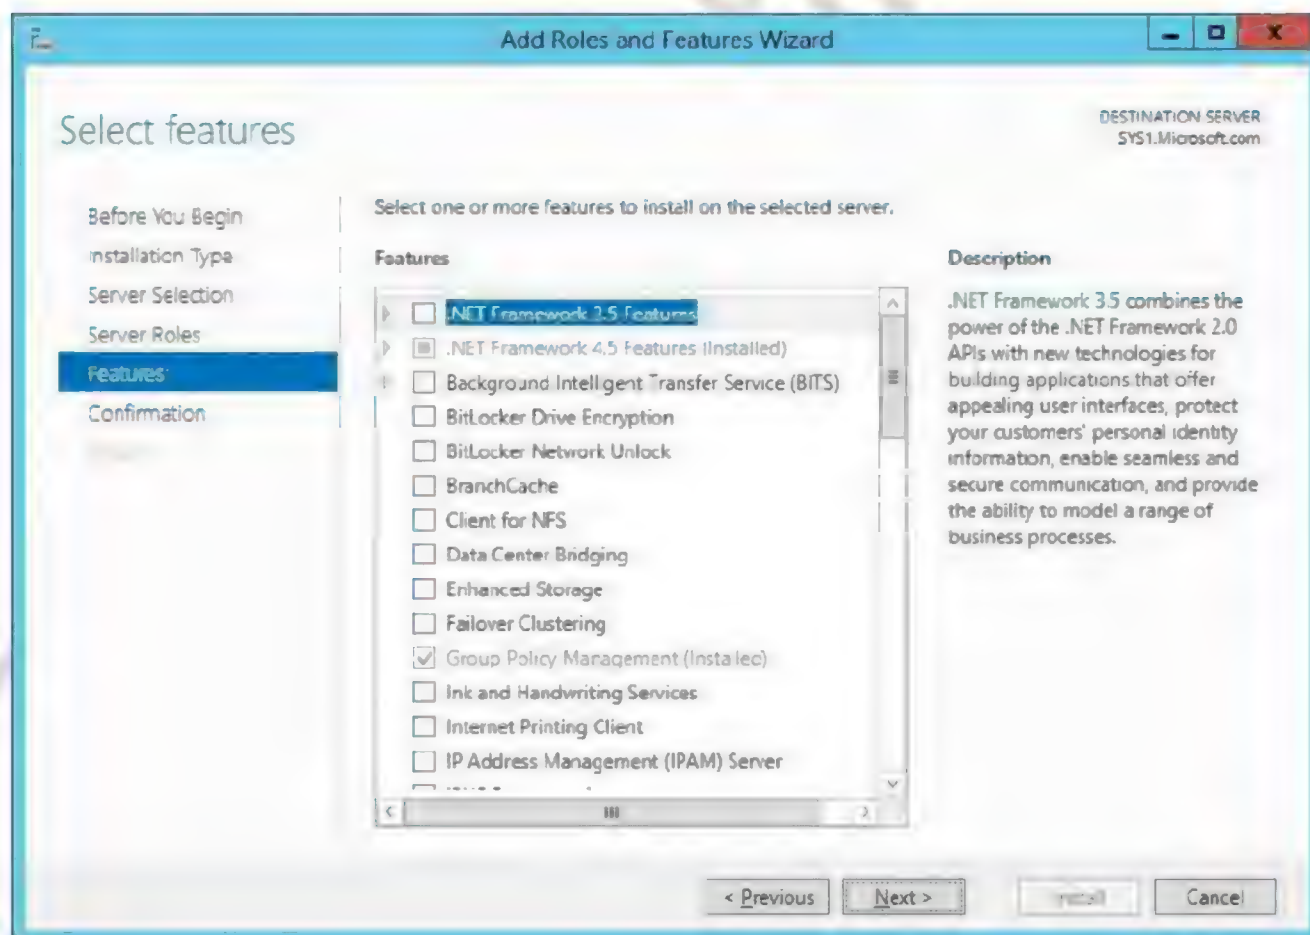 Add Roles and Features Wizard
Select features
DESTINATION SERVER
SYS1.Microsoft.com
Before You Begin
Installation Type
Server Selection
Server Roles
Features
Confirmation
Select one or more features to install on the selected server.
Features
.NET Framework 3.5 Features
.NET Framework 4.5 Features (Installed)
Background Intelligent Transfer Service (BITS)
BitLocker Drive Encryption
BitLocker Network Unlock
BranchCache
Client for NFS
Data Center Bridging
Enhanced Storage
Failover Clustering
Group Policy Management (Installed)
Ink and Handwriting Services
Internet Printing Client
IP Address Management (IPAM) Server
Description
.NET Framework 3.5 combines the
power of the .NET Framework 2.0
APIs with new technologies for
building applications that offer
appealing user interfaces, protect
your customers' personal identity
information, enable seamless and
secure communication, and provide
the ability to model a range of
business processes.
< Previous
Next >
Install
Cancel